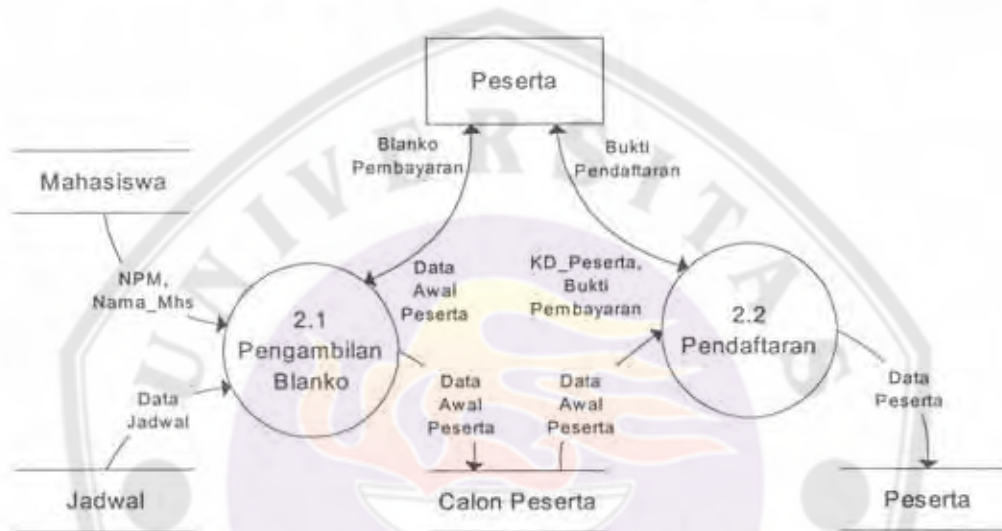 Peserta
Blanko
Pembayaran
Bukti
Pendaftaran
Mahasiswa
NPM,
Nama_Mhs
Data
Awal
Peserta
KD_Peserta,
Bukti
Pembayaran
2.1
Pengambilan
Blanko
2.2
Pendaftaran
Data
Jadwal
Data
Awal
Peserta
Data
Awal
Peserta
Data
Peserta
Jadwal
Calon Peserta
Peserta
UNIVERSITAS